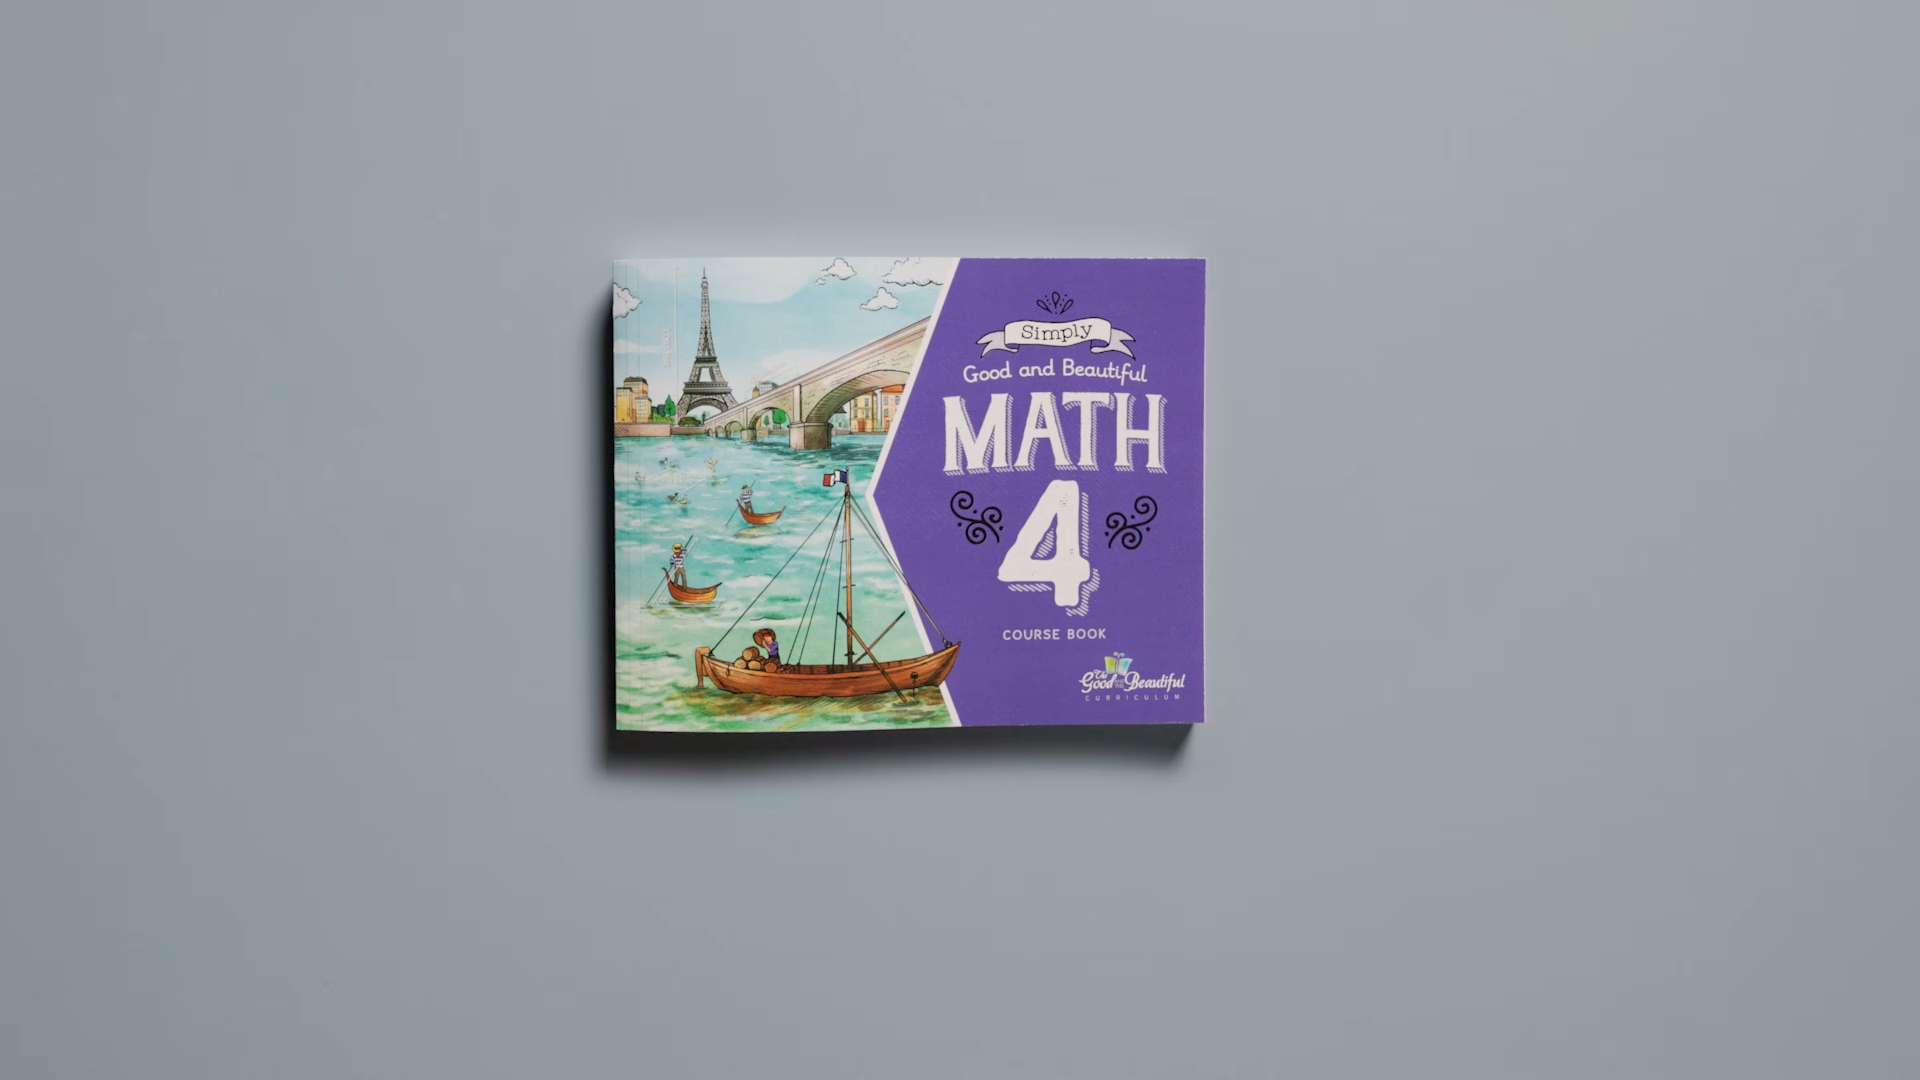 Simply
Good and Beautiful
MATH
4
COURSE BOOK
The
Good and the Beautiful
CURRICULUM